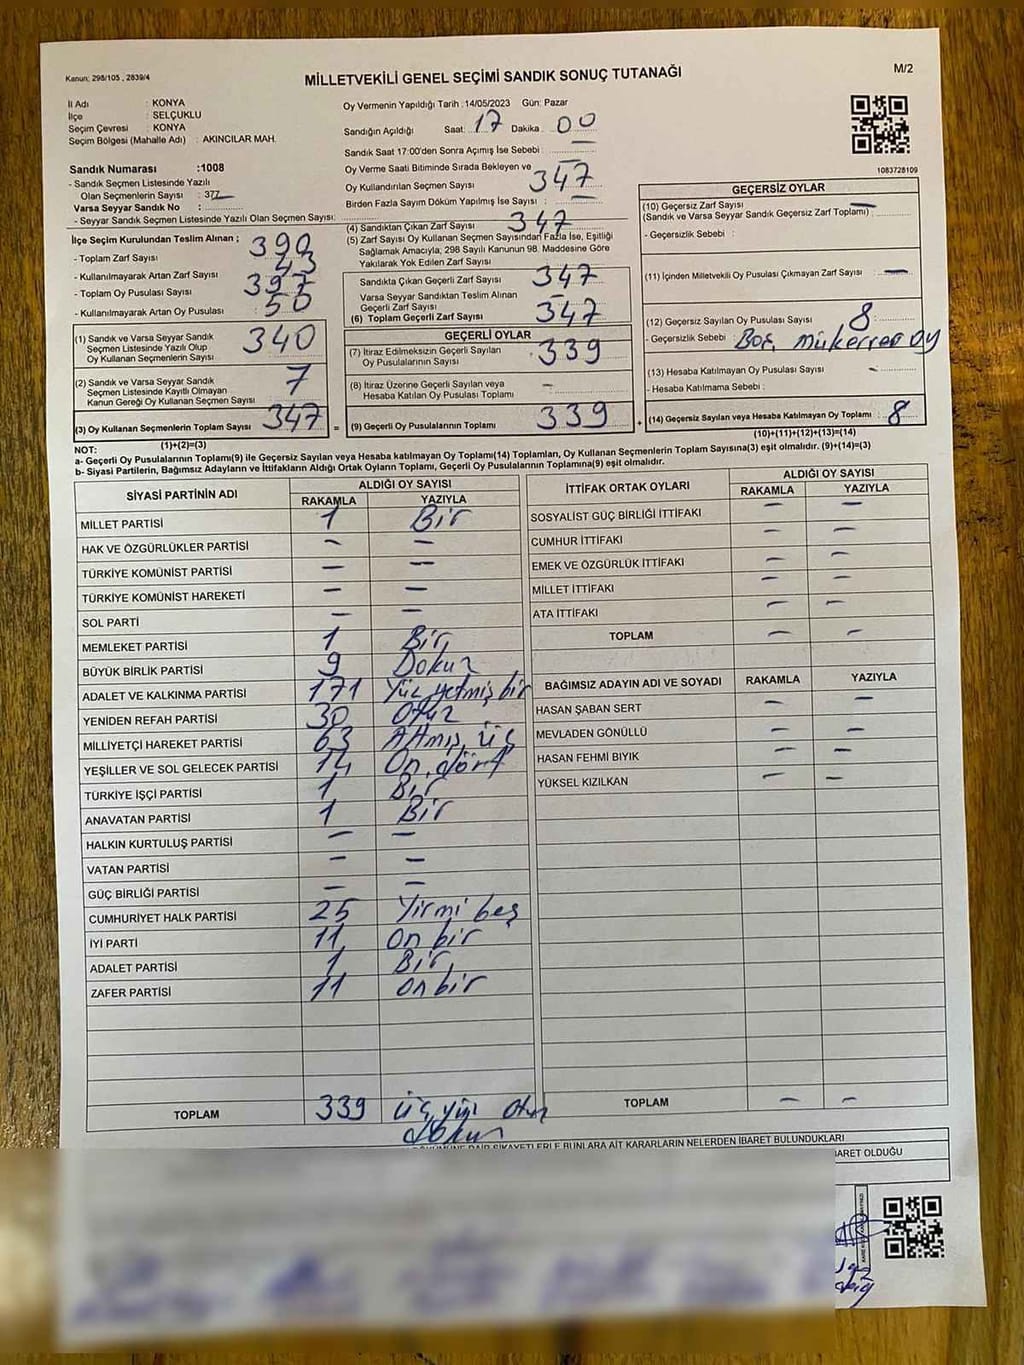 Kanun: 298/105 , 2839/4
MİLLETVEKİLİ GENEL SEÇİMİ SANDIK SONUÇ TUTANAĞI
M/2
İl Adı : KONYA
İlçe : SELÇUKLU
Seçim Çevresi : KONYA
Seçim Bölgesi (Mahalle Adı) : AKINCILAR MAH.
Sandık Numarası :1008
- Sandık Seçmen Listesinde Yazılı
Olan Seçmenlerin Sayısı : 377
Varsa Seyyar Sandık No :
- Seyyar Sandık Seçmen Listesinde Yazılı Olan Seçmen Sayısı:
Oy Vermenin Yapıldığı Tarih :14/05/2023 Gün: Pazar
Sandığın Açıldığı Saat: 17 Dakika: 00
Sandık Saat 17:00'den Sonra Açımış İse Sebebi: —
Oy Verme Saati Bitiminde Sırada Bekleyen ve —
Oy Kullandırılan Seçmen Sayısı 347
Birden Fazla Sayım Döküm Yapılmış İse Sayısı : —
1083728109
İlçe Seçim Kurulundan Teslim Alınan ;
- Toplam Zarf Sayısı : 390
- Kullanılmayarak Artan Zarf Sayısı : 43
- Toplam Oy Pusulası Sayısı : 397
- Kullanılmayarak Artan Oy Pusulası : 50
(1) Sandık ve Varsa Seyyar Sandık
Seçmen Listesinde Yazılı Olup
Oy Kullanan Seçmenlerin Sayısı : 340
(2) Sandık ve Varsa Seyyar Sandık
Seçmen Listesinde Kayıtlı Olmayan
Kanun Gereği Oy Kullanan Seçmen Sayısı : 7
(3) Oy Kullanan Seçmenlerin Toplam Sayısı : 347
(1)+(2)=(3)
(4) Sandıktan Çıkan Zarf Sayısı : 347
(5) Zarf Sayısı Oy Kullanan Seçmen Sayısından Fazla İse, Eşitliği
Sağlamak Amacıyla; 298 Sayılı Kanunun 98. Maddesine Göre
Yakılarak Yok Edilen Zarf Sayısı
Sandıkta Çıkan Geçerli Zarf Sayısı : 347
Varsa Seyyar Sandıktan Teslim Alınan
Geçerli Zarf Sayısı : —
(6) Toplam Geçerli Zarf Sayısı : 347
GEÇERLİ OYLAR
(7) İtiraz Edilmeksizin Geçerli Sayılan
Oy Pusulalarının Sayısı : 339
(8) İtiraz Üzerine Geçerli Sayılan veya
Hesaba Katılan Oy Pusulası Toplamı : —
= (9) Geçerli Oy Pusulalarının Toplamı : 339
GEÇERSİZ OYLAR
(10) Geçersiz Zarf Sayısı —
(Sandık ve Varsa Seyyar Sandık Geçersiz Zarf Toplamı) :
- Geçersizlik Sebebi :
(11) İçinden Milletvekili Oy Pusulası Çıkmayan Zarf Sayısı : —
(12) Geçersiz Sayılan Oy Pusulası Sayısı : 8
- Geçersizlik Sebebi : Boş, mükerrer oy
(13) Hesaba Katılmayan Oy Pusulası Sayısı : —
- Hesaba Katılmama Sebebi :
+ (14) Geçersiz Sayılan veya Hesaba Katılmayan Oy Toplamı : 8
(10)+(11)+(12)+(13)=(14)
NOT:
a- Geçerli Oy Pusulalarının Toplamı(9) ile Geçersiz Sayılan veya Hesaba katılmayan Oy Toplamı(14) Toplamları, Oy Kullanan Seçmenlerin Toplam Sayısına(3) eşit olmalıdır. (9)+(14)=(3)
b- Siyasi Partilerin, Bağımsız Adayların ve İttifakların Aldığı Ortak Oyların Toplamı, Geçerli Oy Pusulalarının Toplamına(9) eşit olmalıdır.
SİYASİ PARTİNİN ADI ALDIĞI OY SAYISI
RAKAMLA YAZIYLA
MİLLET PARTİSİ 1 Bir
HAK VE ÖZGÜRLÜKLER PARTİSİ — —
TÜRKİYE KOMÜNİST PARTİSİ — —
TÜRKİYE KOMÜNİST HAREKETİ — —
SOL PARTİ — —
MEMLEKET PARTİSİ 1 Bir
BÜYÜK BİRLİK PARTİSİ 9 Dokuz
ADALET VE KALKINMA PARTİSİ 171 Yüz yetmiş bir
YENİDEN REFAH PARTİSİ 30 Otuz
MİLLİYETÇİ HAREKET PARTİSİ 63 Altmış üç
YEŞİLLER VE SOL GELECEK PARTİSİ 14 On dört
TÜRKİYE İŞÇİ PARTİSİ 1 Bir
ANAVATAN PARTİSİ 1 Bir
HALKIN KURTULUŞ PARTİSİ — —
VATAN PARTİSİ — —
GÜÇ BİRLİĞİ PARTİSİ — —
CUMHURİYET HALK PARTİSİ 25 Yirmi beş
İYİ PARTİ 11 On bir
ADALET PARTİSİ 1 Bir
ZAFER PARTİSİ 11 On bir
TOPLAM 339 üç yüz otuz
dokuz
İTTİFAK ORTAK OYLARI ALDIĞI OY SAYISI
RAKAMLA YAZIYLA
SOSYALİST GÜÇ BİRLİĞİ İTTİFAKI — —
CUMHUR İTTİFAKI — —
EMEK VE ÖZGÜRLÜK İTTİFAKI — —
MİLLET İTTİFAKI — —
ATA İTTİFAKI — —
TOPLAM — —
BAĞIMSIZ ADAYIN ADI VE SOYADI RAKAMLA YAZIYLA
HASAN ŞABAN SERT — —
MEVLADEN GÖNÜLLÜ — —
HASAN FEHMİ BIYIK — —
YÜKSEL KIZILKAN — —
TOPLAM — —
DÖKÜMÜNE DAİR ŞİKAYETLERLE BUNLARA AİT KARARLARIN NELERDEN İBARET BULUNDUKLARI
BARET OLDUĞU